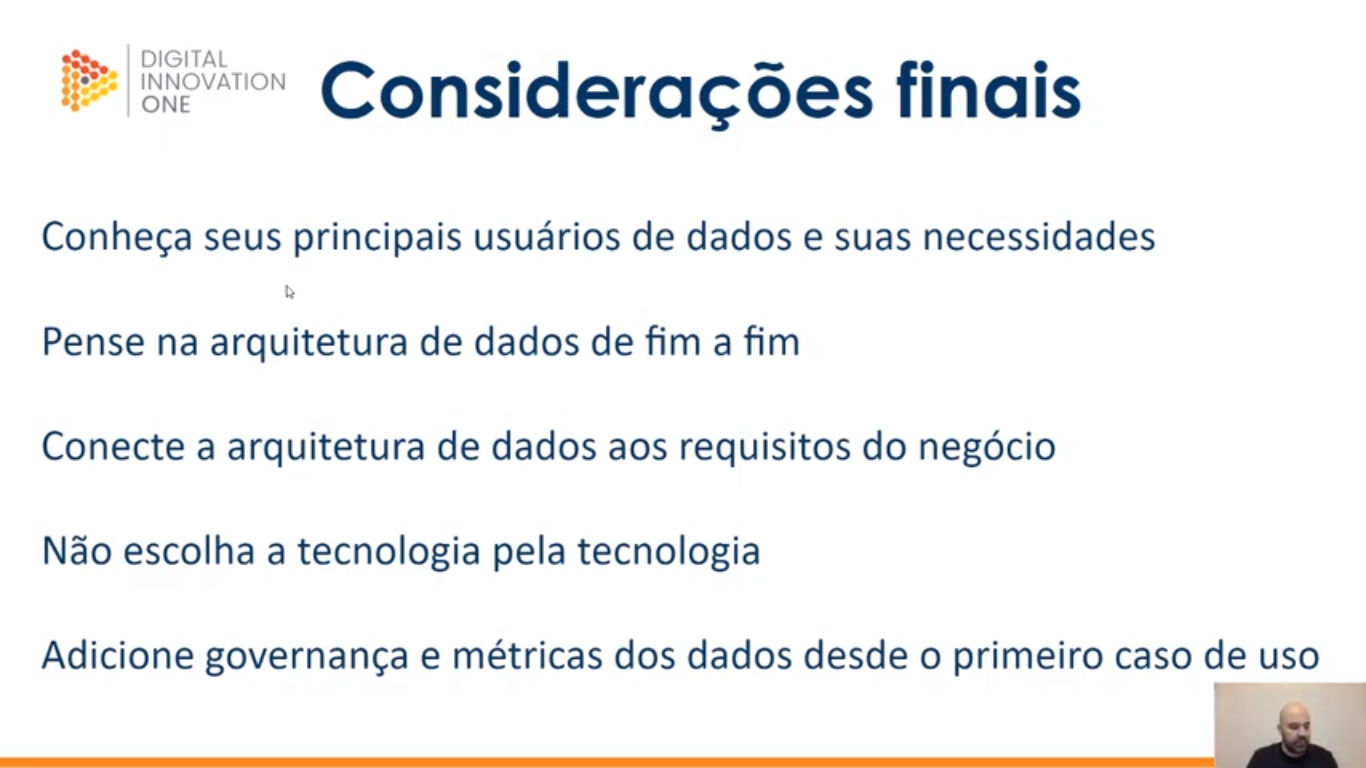 DIGITAL
INNOVATION
ONE
Considerações finais
Conheça seus principais usuários de dados e suas necessidades
Pense na arquitetura de dados de fim a fim
Conecte a arquitetura de dados aos requisitos do negócio
Não escolha a tecnologia pela tecnologia
Adicione governança e métricas dos dados desde o primeiro caso de uso